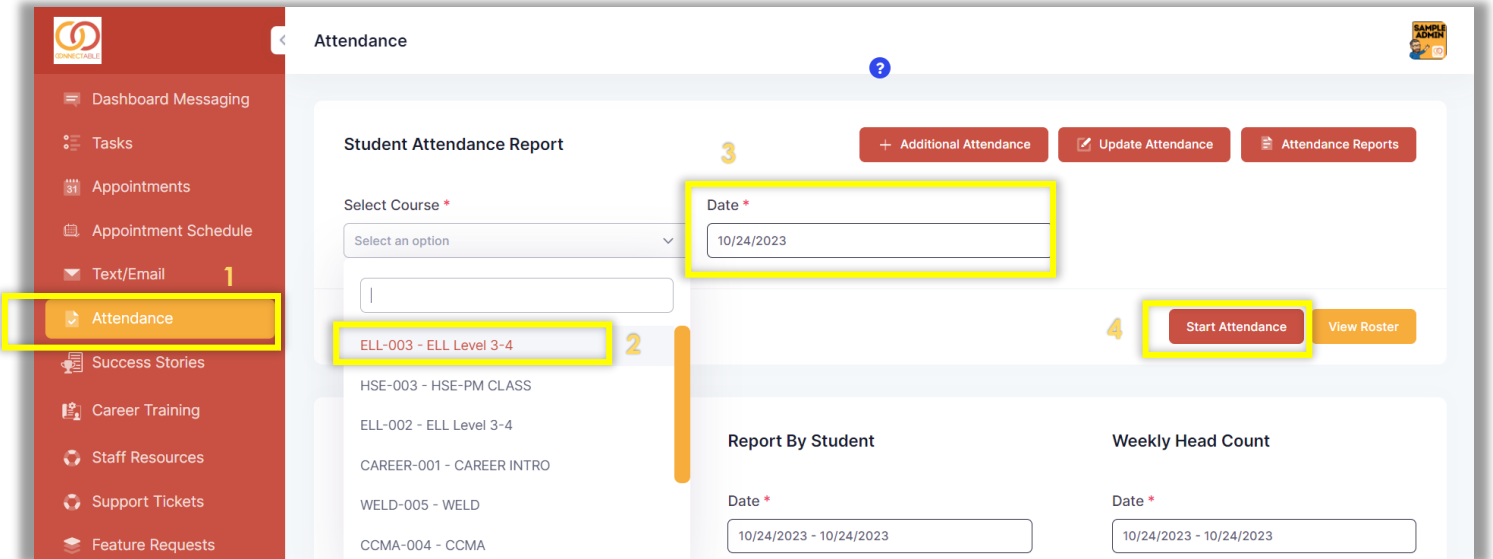 CONNECTABLE
Attendance
SAMPLE
ADMIN
?
Dashboard Messaging
Tasks
31
Appointments
Appointment Schedule
Text/Email
1
Attendance
Success Stories
Career Training
Staff Resources
Support Tickets
Feature Requests
Student Attendance Report
3
+ Additional Attendance
Update Attendance
Attendance Reports
Select Course *
Date *
Select an option
10/24/2023
ELL-003 - ELL Level 3-4
2
HSE-003 - HSE-PM CLASS
ELL-002 - ELL Level 3-4
CAREER-001 - CAREER INTRO
WELD-005 - WELD
CCMA-004 - CCMA
4
Start Attendance
View Roster
Report By Student
Weekly Head Count
Date *
Date *
10/24/2023 - 10/24/2023
10/24/2023 - 10/24/2023